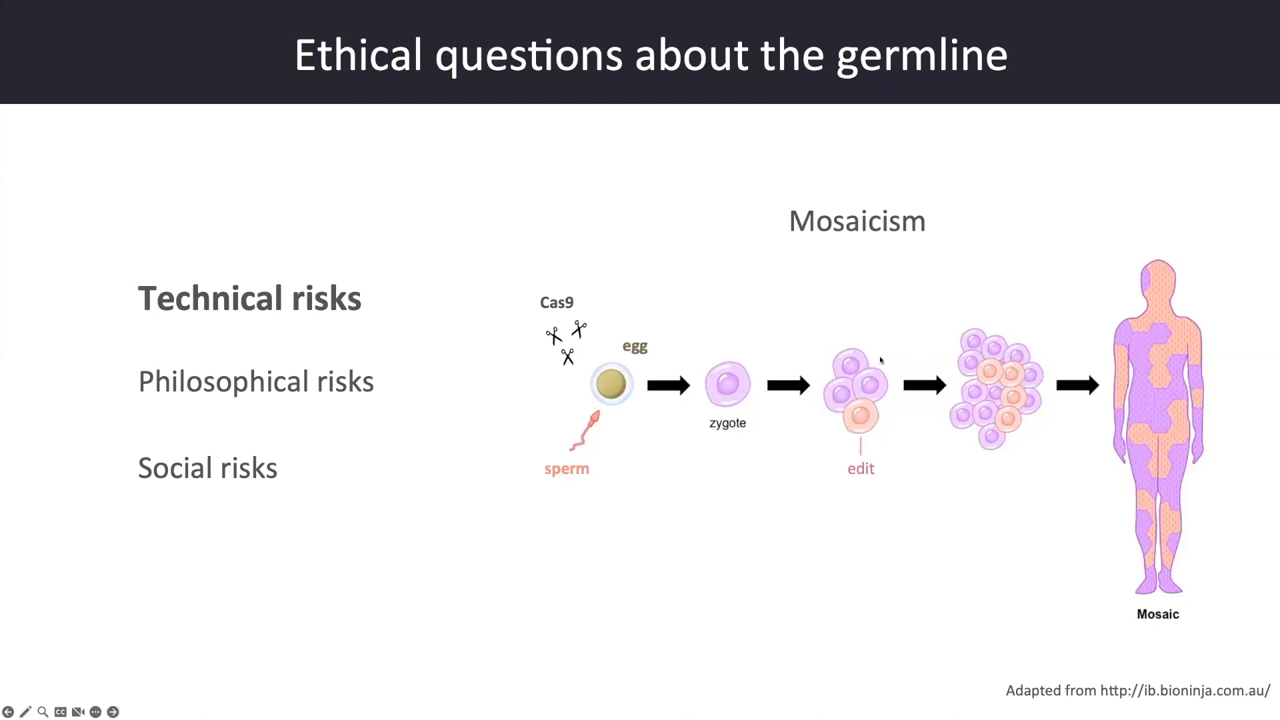 Ethical questions about the germline
Mosaicism
Technical risks
Philosophical risks
Social risks
Cas9
egg
sperm
zygote
edit
Mosaic
Adapted from http://ib.bioninja.com.au/